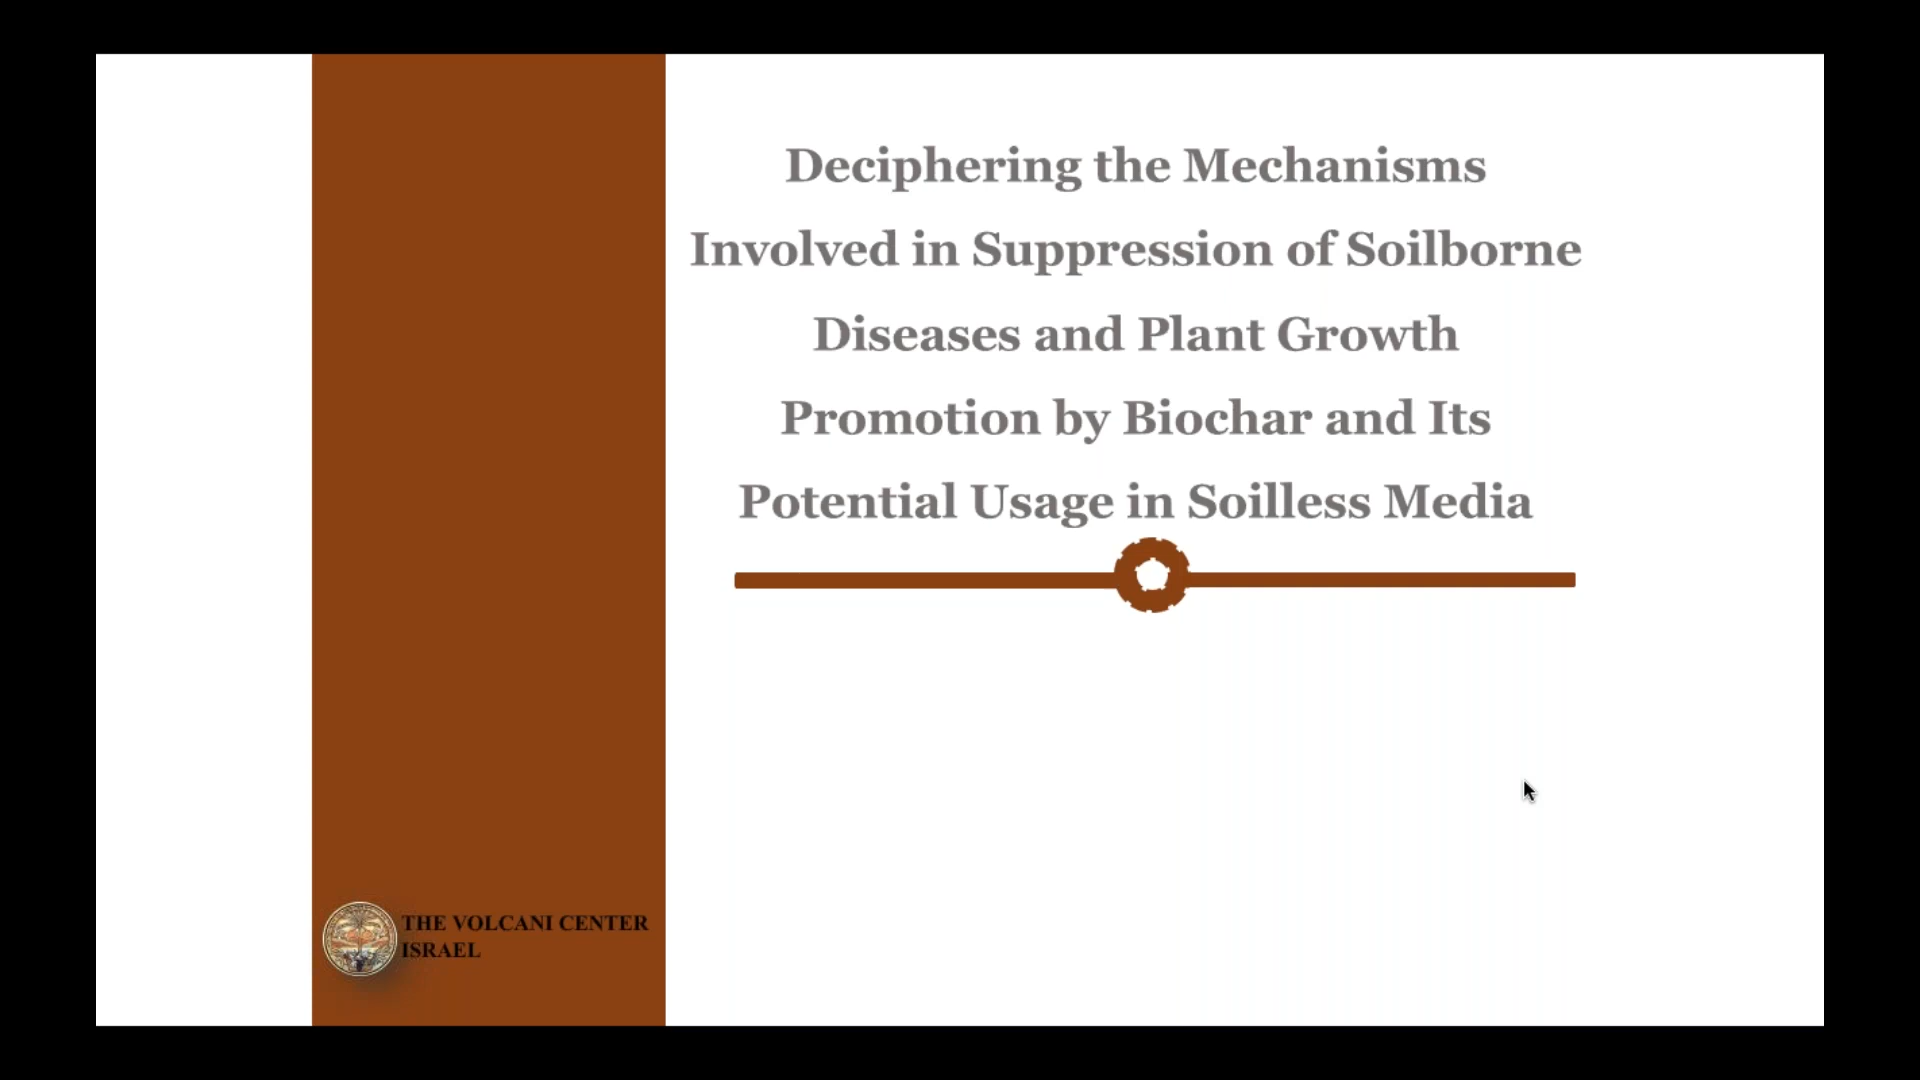 Deciphering the Mechanisms
Involved in Suppression of Soilborne
Diseases and Plant Growth
Promotion by Biochar and Its
Potential Usage in Soilless Media
THE VOLCANI CENTER
ISRAEL